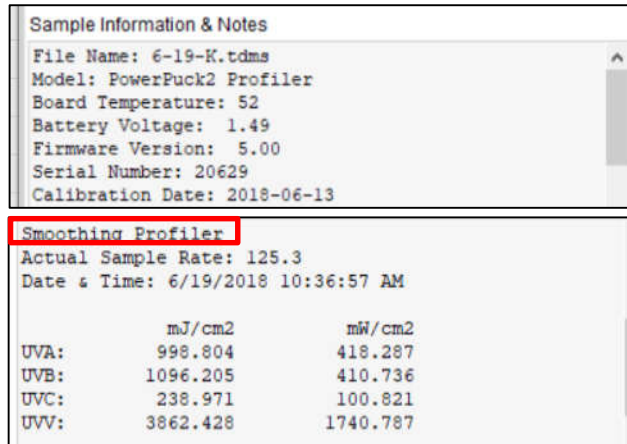 Sample Information & Notes
File Name: 6-19-K.tdms
Model: PowerPuck2 Profiler
Board Temperature: 52
Battery Voltage: 1.49
Firmware Version: 5.00
Serial Number: 20629
Calibration Date: 2018-06-13
Smoothing Profiler
Actual Sample Rate: 125.3
Date & Time: 6/19/2018 10:36:57 AM
mJ/cm2 mW/cm2
UVA: 998.804 418.287
UVB: 1096.205 410.736
UVC: 238.971 100.821
UVV: 3862.428 1740.787